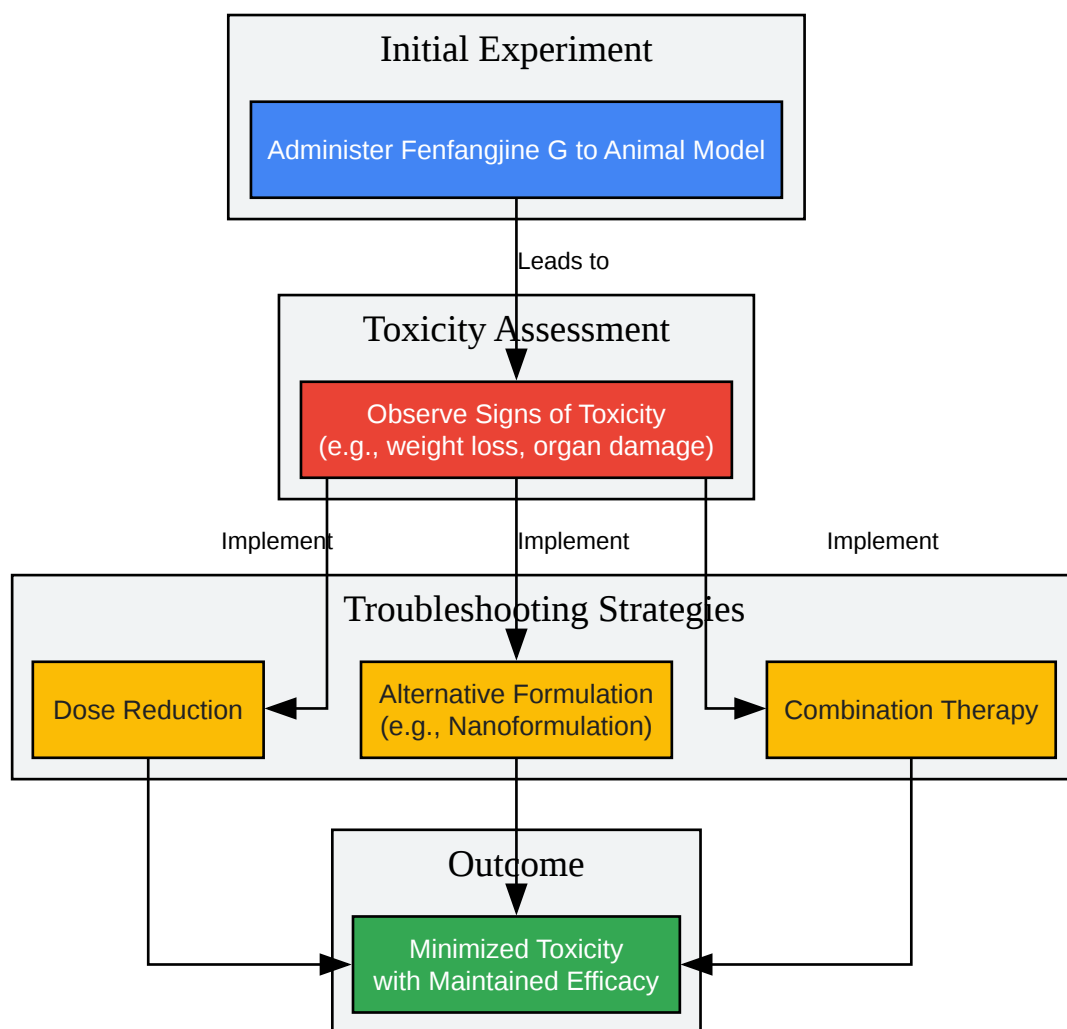 Initial Experiment
Administer Fenfangjine G to Animal Model
Leads to
Toxicity Assessment
Observe Signs of Toxicity
(e.g., weight loss, organ damage)
Implement
Implement
Implement
Troubleshooting Strategies
Dose Reduction
Alternative Formulation
(e.g., Nanoformulation)
Combination Therapy
Outcome
Minimized Toxicity
with Maintained Efficacy